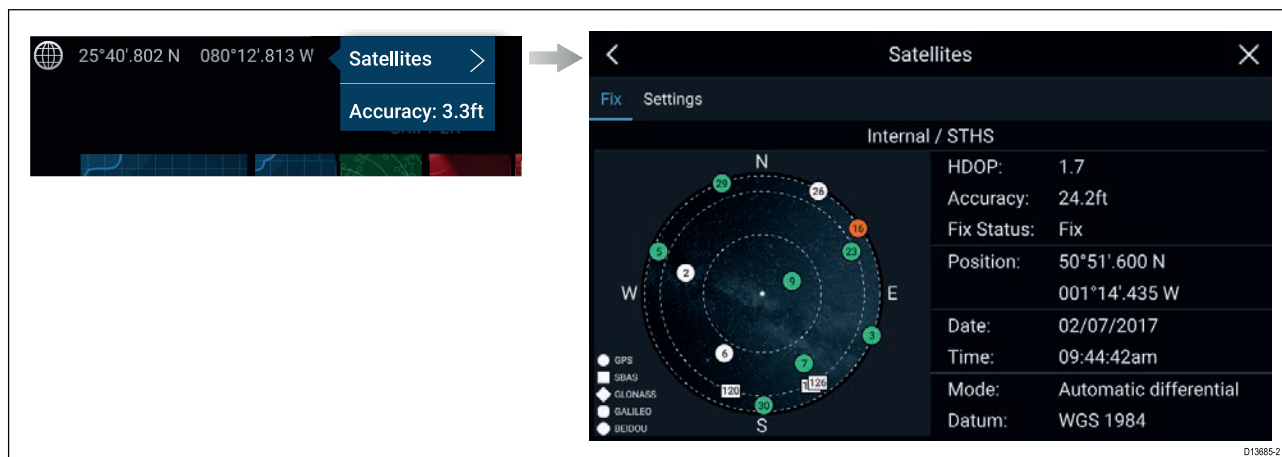 25°40'.802 N 080°12'.813 W
Satellites
Accuracy: 3.3ft
Satellites
Fix Settings
Internal / STHS
N
W
E
S
29
26
16
5
23
2
9
3
6
7
120
126
30
GPS
SBAS
GLONASS
GALILEO
BEIDOU
HDOP: 1.7
Accuracy: 24.2ft
Fix Status: Fix
Position: 50°51'.600 N
001°14'.435 W
Date: 02/07/2017
Time: 09:44:42am
Mode: Automatic differential
Datum: WGS 1984
D13685-2